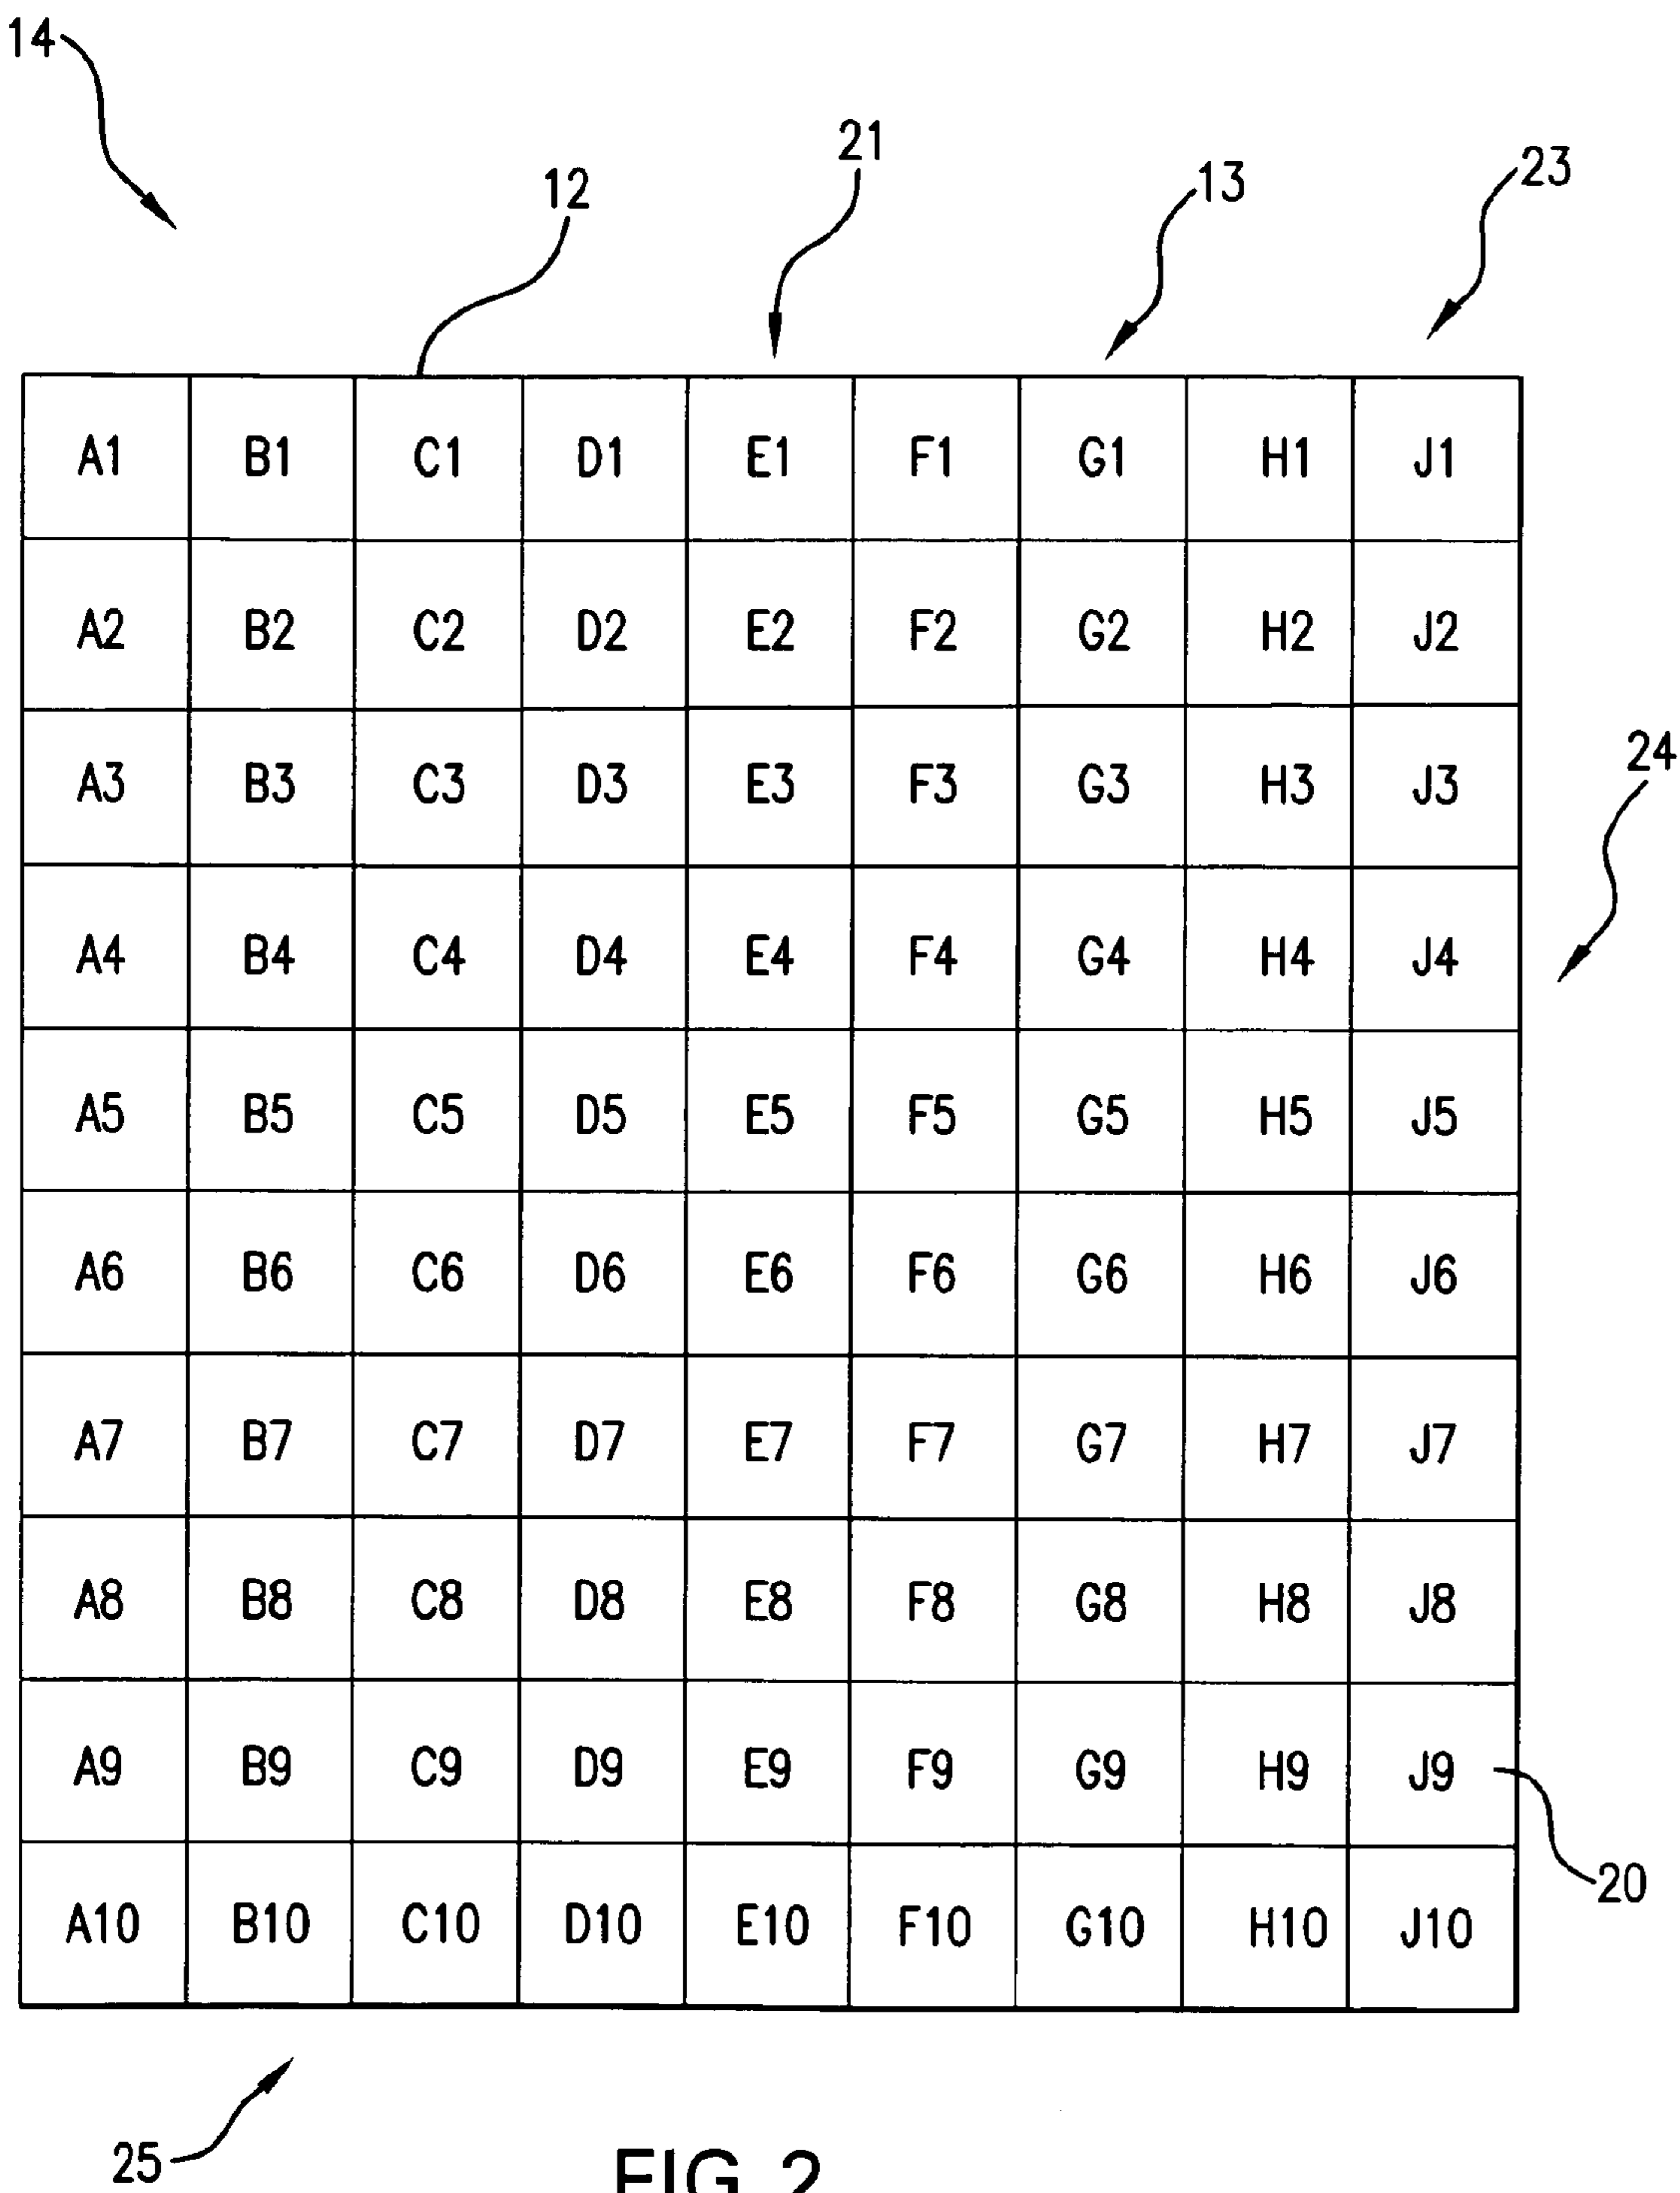 14
21
12
13
23
A1 B1 C1 D1 E1 F1 G1 H1 J1
A2 B2 C2 D2 E2 F2 G2 H2 J2
24
A3 B3 C3 D3 E3 F3 G3 H3 J3
A4 B4 C4 D4 E4 F4 G4 H4 J4
A5 B5 C5 D5 E5 F5 G5 H5 J5
A6 B6 C6 D6 E6 F6 G6 H6 J6
A7 B7 C7 D7 E7 F7 G7 H7 J7
A8 B8 C8 D8 E8 F8 G8 H8 J8
A9 B9 C9 D9 E9 F9 G9 H9 J9
20
A10 B10 C10 D10 E10 F10 G10 H10 J10
25
FIG. 2